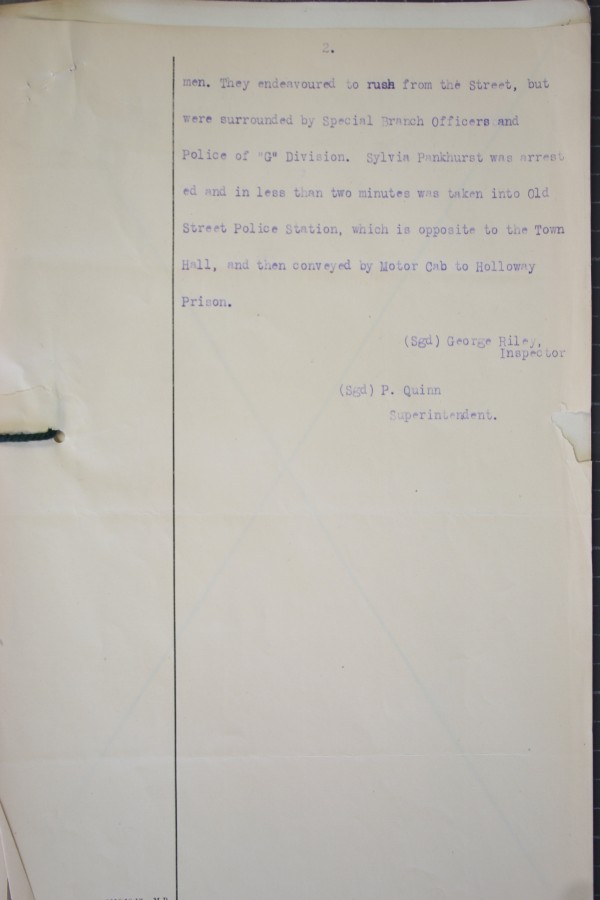 2.
men. They endeavoured to rush from the Street, but
were surrounded by Special Branch Officers and
Police of "G" Division. Sylvia Pankhurst was arrest
ed and in less than two minutes was taken into Old
Street Police Station, which is opposite to the Town
Hall, and then conveyed by Motor Cab to Holloway
Prison.
(Sgd) George Riley,
Inspector
(Sgd) P. Quinn
Superintendent.